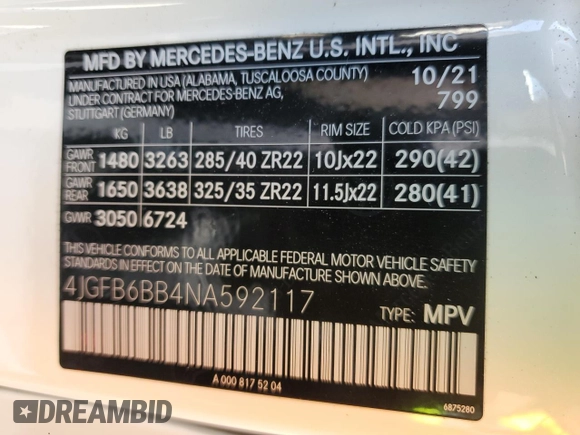 MFD BY MERCEDES-BENZ U.S. INTL., INC
MANUFACTURED IN USA (ALABAMA, TUSCALOOSA COUNTY) 10/21
UNDER CONTRACT FOR MERCEDES-BENZ AG, 799
STUTTGART (GERMANY)
KG LB TIRES RIM SIZE COLD KPA (PSI)
GAWR FRONT 1480 3263 285/40 ZR22 10Jx22 290(42)
GAWR REAR 1650 3638 325/35 ZR22 11.5Jx22 280(41)
GVWR 3050 6724
THIS VEHICLE CONFORMS TO ALL APPLICABLE FEDERAL MOTOR VEHICLE SAFETY
STANDARDS IN EFFECT ON THE DATE OF MANUFACTURE SHOWN ABOVE.
4JGFB6BB4NA592117
TYPE: MPV
A 000 817 52 04
6875280
DREAMBID